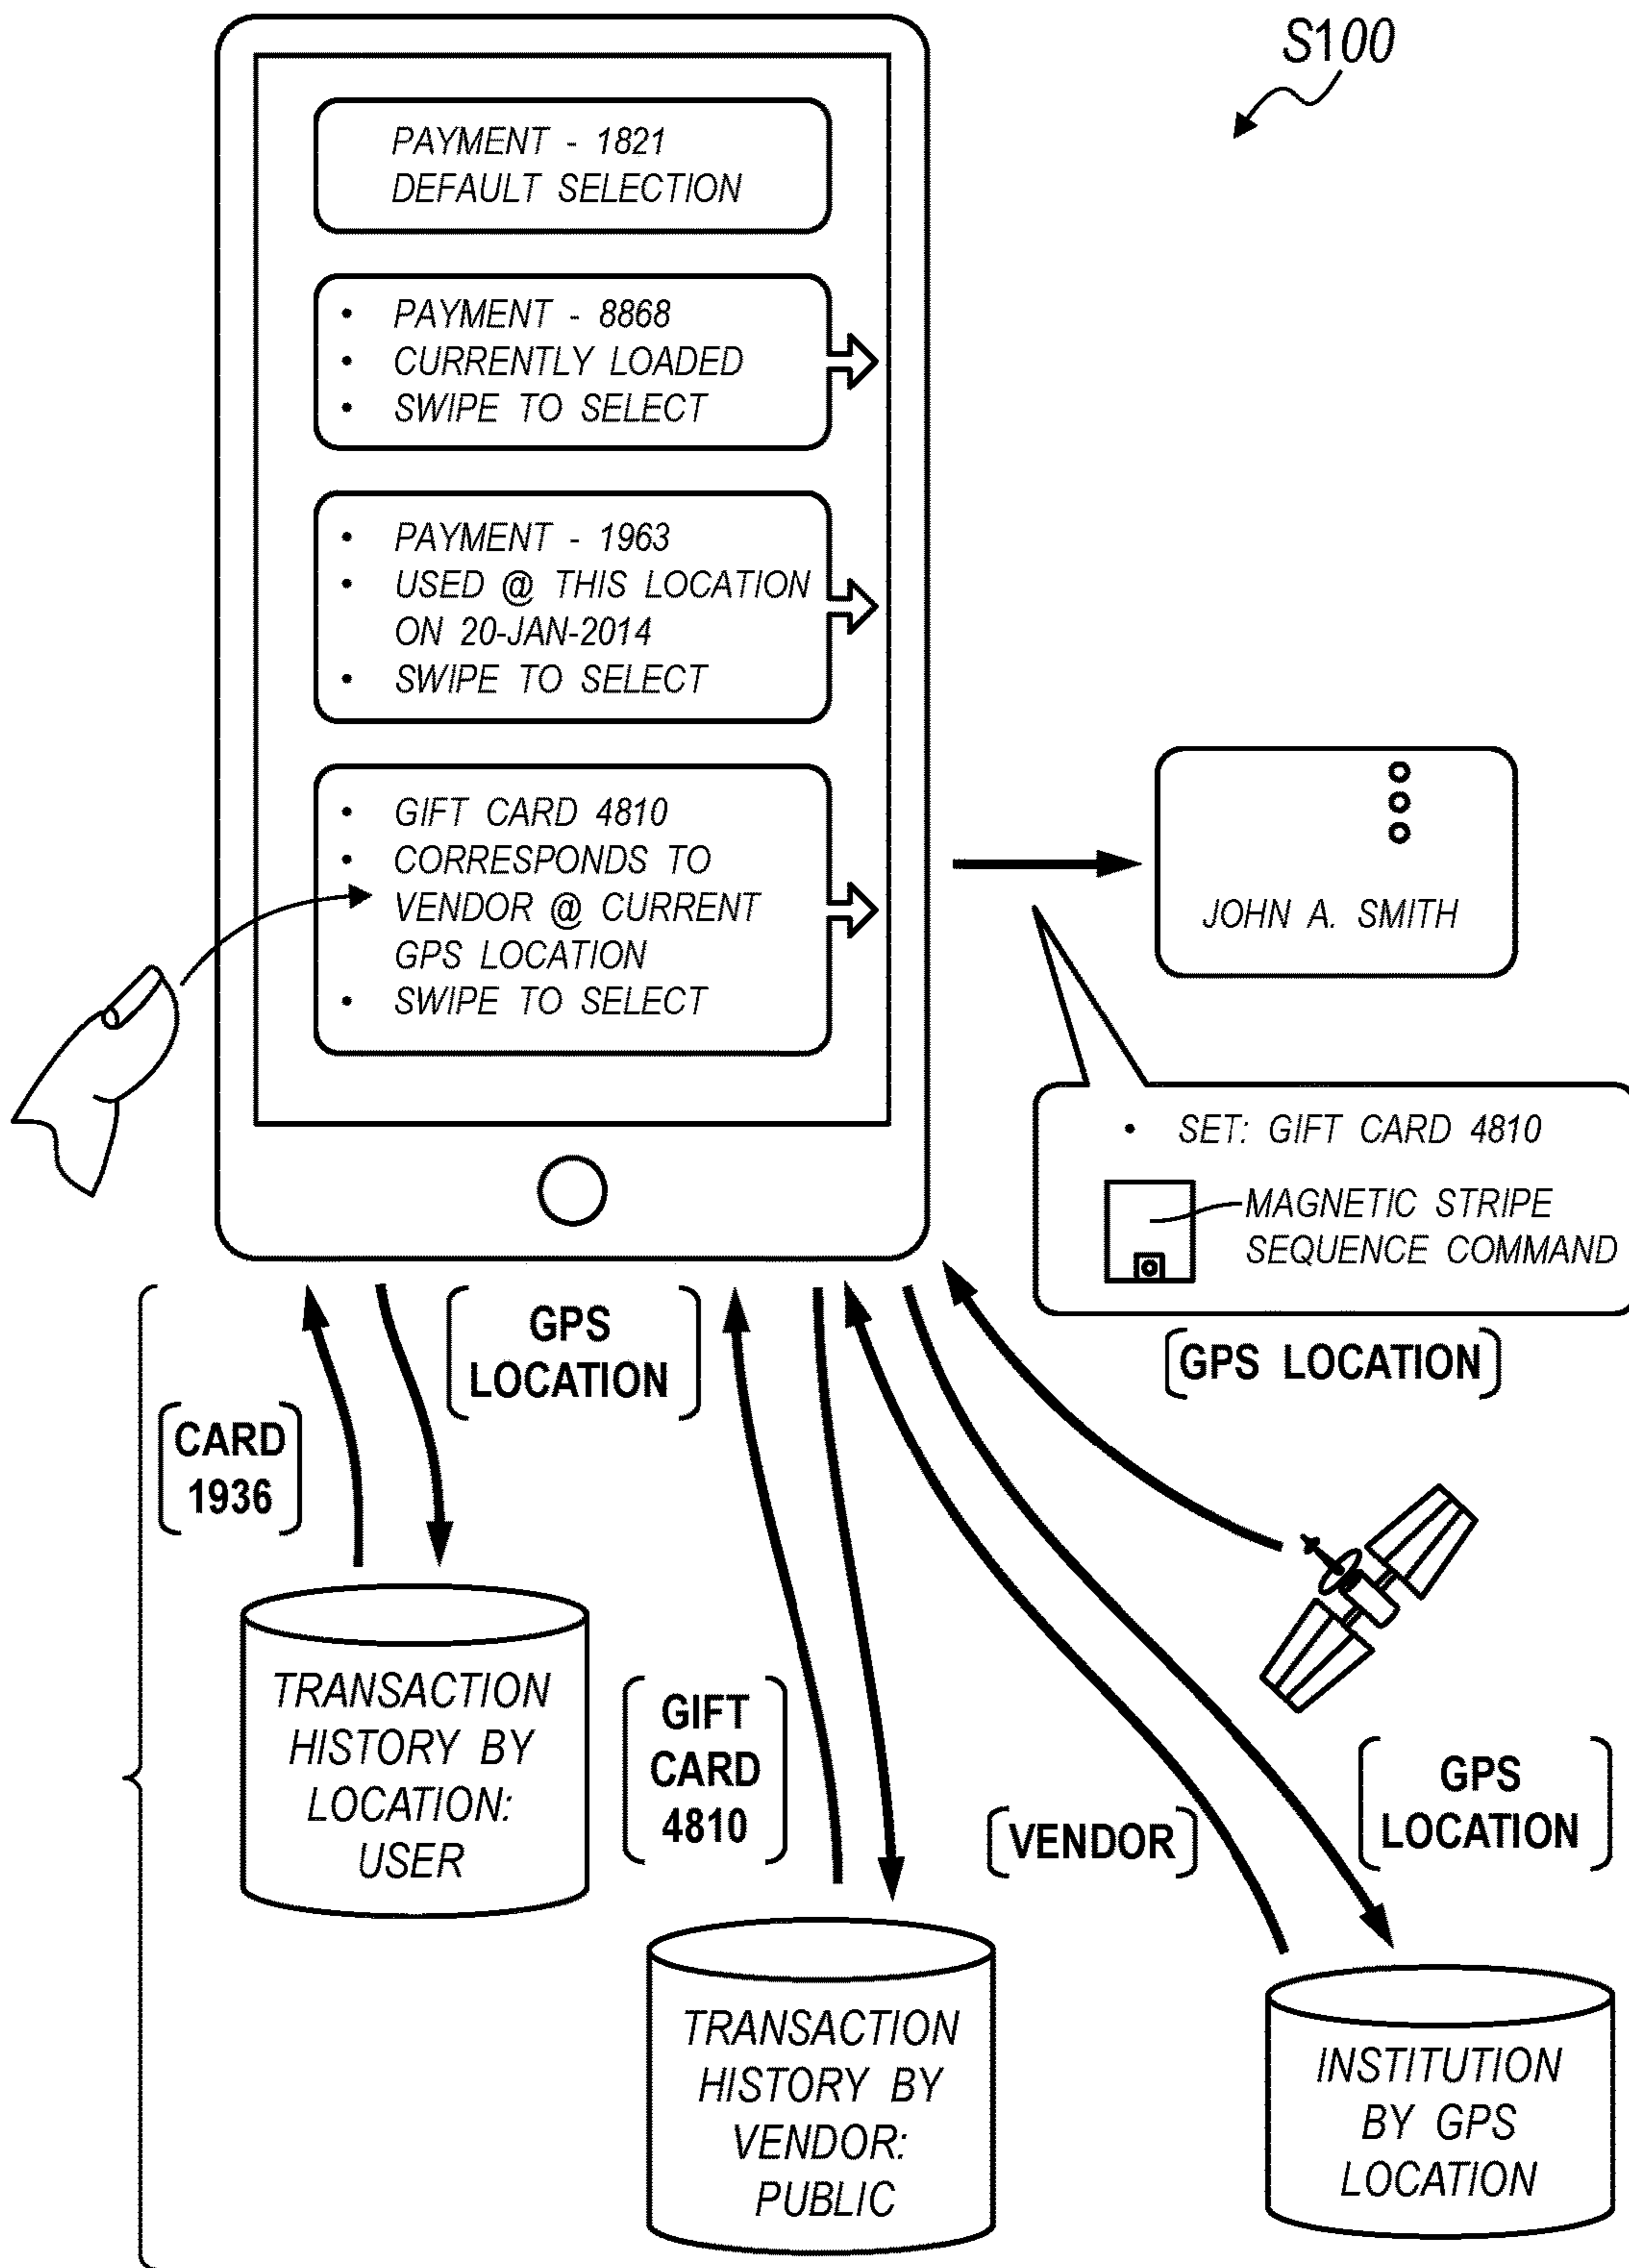 S100
PAYMENT - 1821
DEFAULT SELECTION
• PAYMENT - 8868
• CURRENTLY LOADED
• SWIPE TO SELECT
• PAYMENT - 1963
• USED @ THIS LOCATION
ON 20-JAN-2014
• SWIPE TO SELECT
• GIFT CARD 4810
• CORRESPONDS TO
VENDOR @ CURRENT
GPS LOCATION
• SWIPE TO SELECT
JOHN A. SMITH
• SET: GIFT CARD 4810
MAGNETIC STRIPE
SEQUENCE COMMAND
GPS
LOCATION
[GPS LOCATION]
CARD
1936
TRANSACTION
HISTORY BY
LOCATION:
USER
GIFT
CARD
4810
[VENDOR]
GPS
LOCATION
TRANSACTION
HISTORY BY
VENDOR:
PUBLIC
INSTITUTION
BY GPS
LOCATION